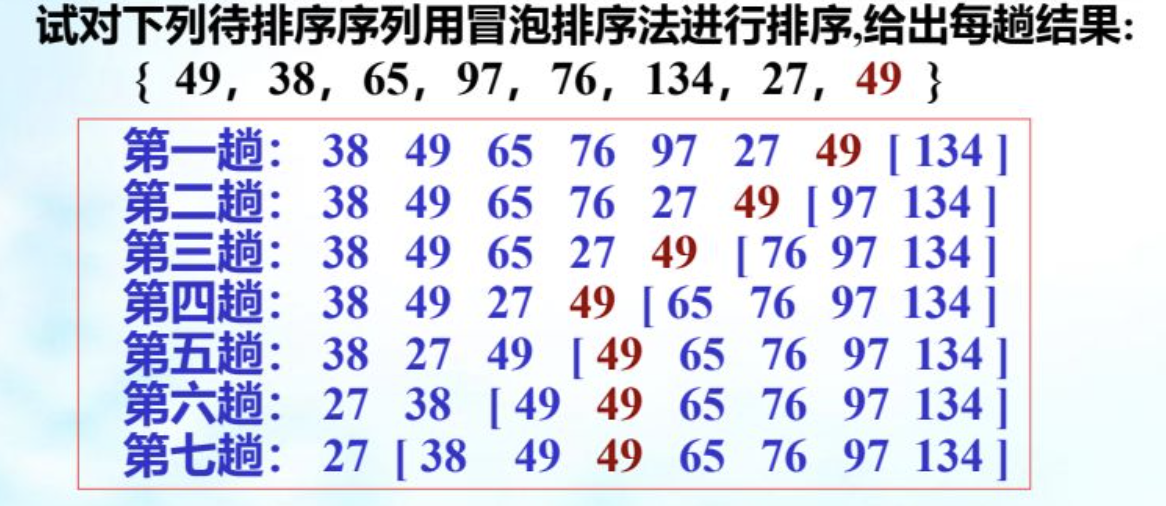 试对下列待排序序列用冒泡排序法进行排序,给出每趟结果:
{ 49, 38, 65, 97, 76, 134, 27, 49 }
第一趟: 38 49 65 76 97 27 49 [ 134 ]
第二趟: 38 49 65 76 27 49 [ 97 134 ]
第三趟: 38 49 65 27 49 [ 76 97 134 ]
第四趟: 38 49 27 49 [ 65 76 97 134 ]
第五趟: 38 27 49 [ 49 65 76 97 134 ]
第六趟: 27 38 [ 49 49 65 76 97 134 ]
第七趟: 27 [ 38 49 49 65 76 97 134 ]